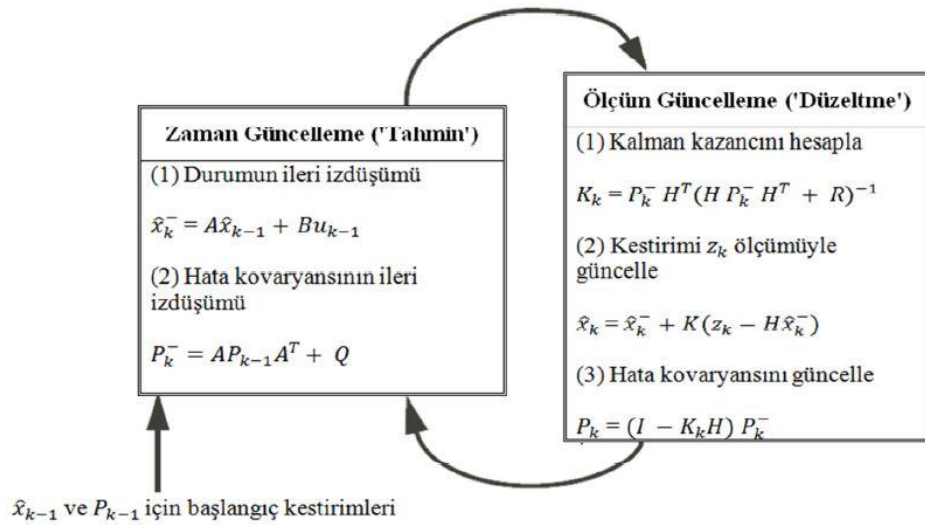 Zaman Güncelleme ('Tahmin')
(1) Durumun ileri izdüşümü
x̂ₖ⁻ = Ax̂ₖ₋₁ + Buₖ₋₁
(2) Hata kovaryansının ileri
izdüşümü
Pₖ⁻ = APₖ₋₁Aᵀ + Q
Ölçüm Güncelleme ('Düzeltme')
(1) Kalman kazancını hesapla
Kₖ = Pₖ⁻ Hᵀ(H Pₖ⁻ Hᵀ + R)⁻¹
(2) Kestirimi zₖ ölçümüyle
güncelle
x̂ₖ = x̂ₖ⁻ + K(zₖ − Hx̂ₖ⁻)
(3) Hata kovaryansını güncelle
Pₖ = (I − KₖH) Pₖ⁻
x̂ₖ₋₁ ve Pₖ₋₁ için başlangıç kestirimleri